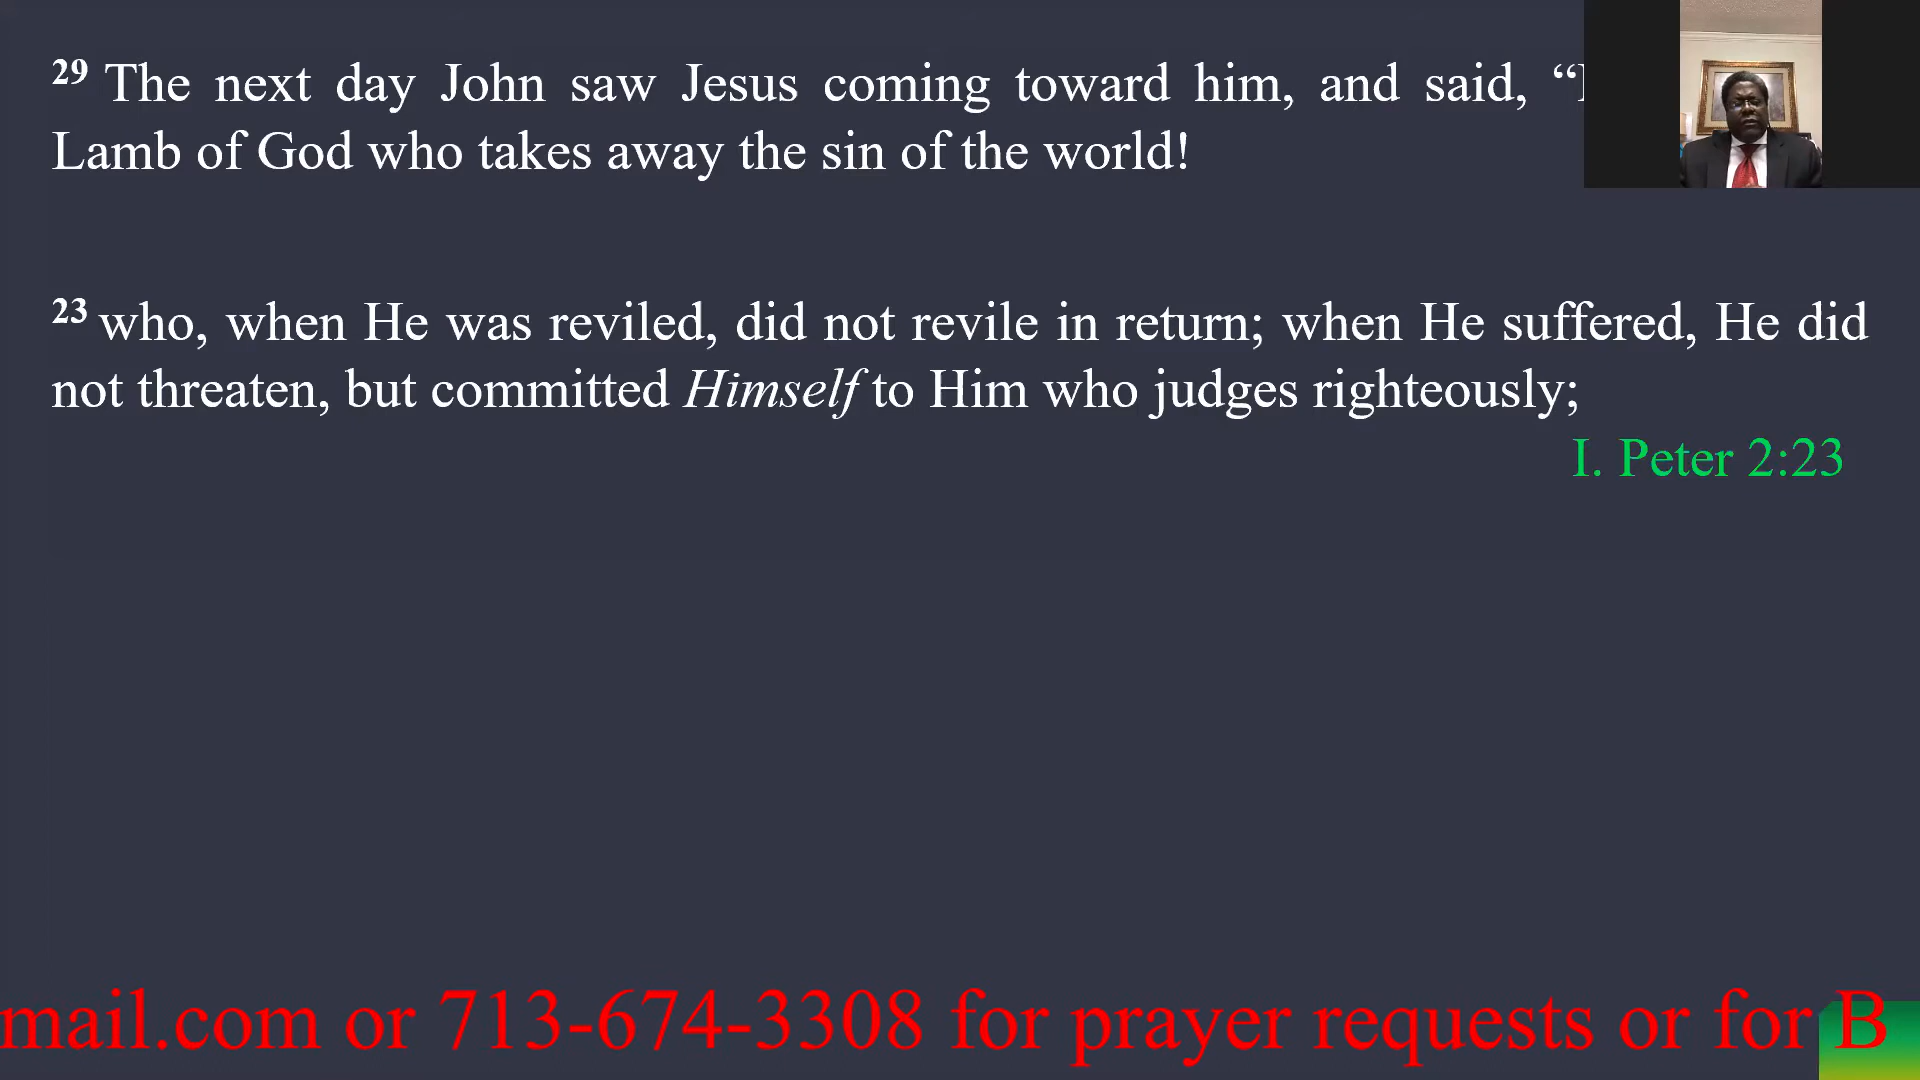 29 The next day John saw Jesus coming toward him, and said, “
Lamb of God who takes away the sin of the world!
23 who, when He was reviled, did not revile in return; when He suffered, He did
not threaten, but committed Himself to Him who judges righteously;
I. Peter 2:23
mail.com or 713-674-3308 for prayer requests or for B